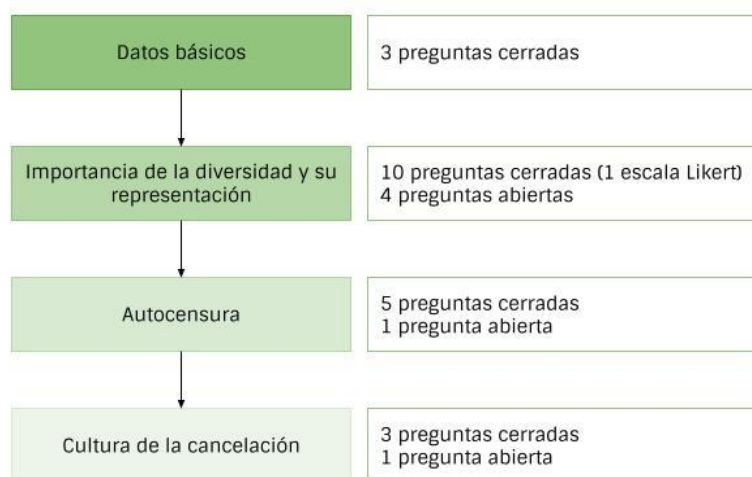 Datos básicos
3 preguntas cerradas
Importancia de la diversidad y su
representación
10 preguntas cerradas (1 escala Likert)
4 preguntas abiertas
Autocensura
5 preguntas cerradas
1 pregunta abierta
Cultura de la cancelación
3 preguntas cerradas
1 pregunta abierta